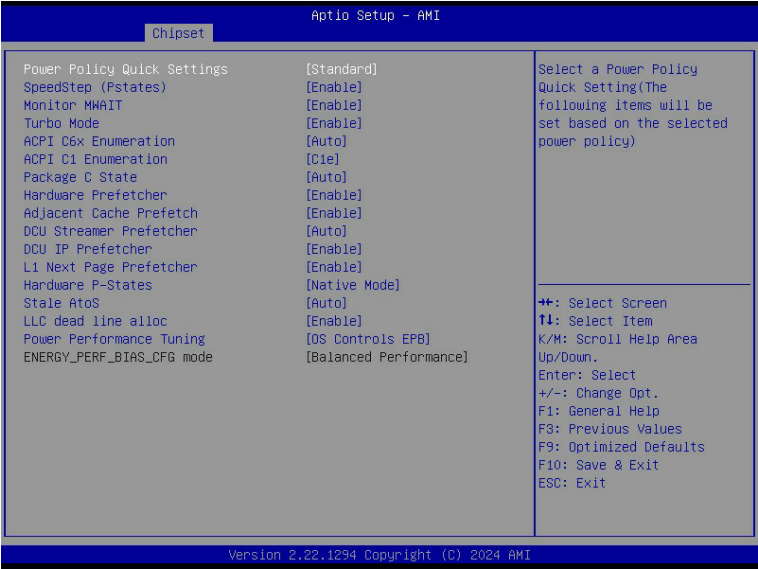 Aptio Setup – AMI
Chipset
Power Policy Quick Settings [Standard]
SpeedStep (Pstates) [Enable]
Monitor MWAIT [Enable]
Turbo Mode [Enable]
ACPI C6x Enumeration [Auto]
ACPI C1 Enumeration [C1e]
Package C State [Auto]
Hardware Prefetcher [Enable]
Adjacent Cache Prefetch [Enable]
DCU Streamer Prefetcher [Auto]
DCU IP Prefetcher [Enable]
L1 Next Page Prefetcher [Enable]
Hardware P-States [Native Mode]
Stale AtoS [Auto]
LLC dead line alloc [Enable]
Power Performance Tuning [OS Controls EPB]
ENERGY_PERF_BIAS_CFG mode [Balanced Performance]
Select a Power Policy
Quick Setting(The
following items will be
set based on the selected
power policy)
→←: Select Screen
↑↓: Select Item
K/M: Scroll Help Area
Up/Down.
Enter: Select
+/-: Change Opt.
F1: General Help
F3: Previous Values
F9: Optimized Defaults
F10: Save & Exit
ESC: Exit
Version 2.22.1294 Copyright (C) 2024 AMI